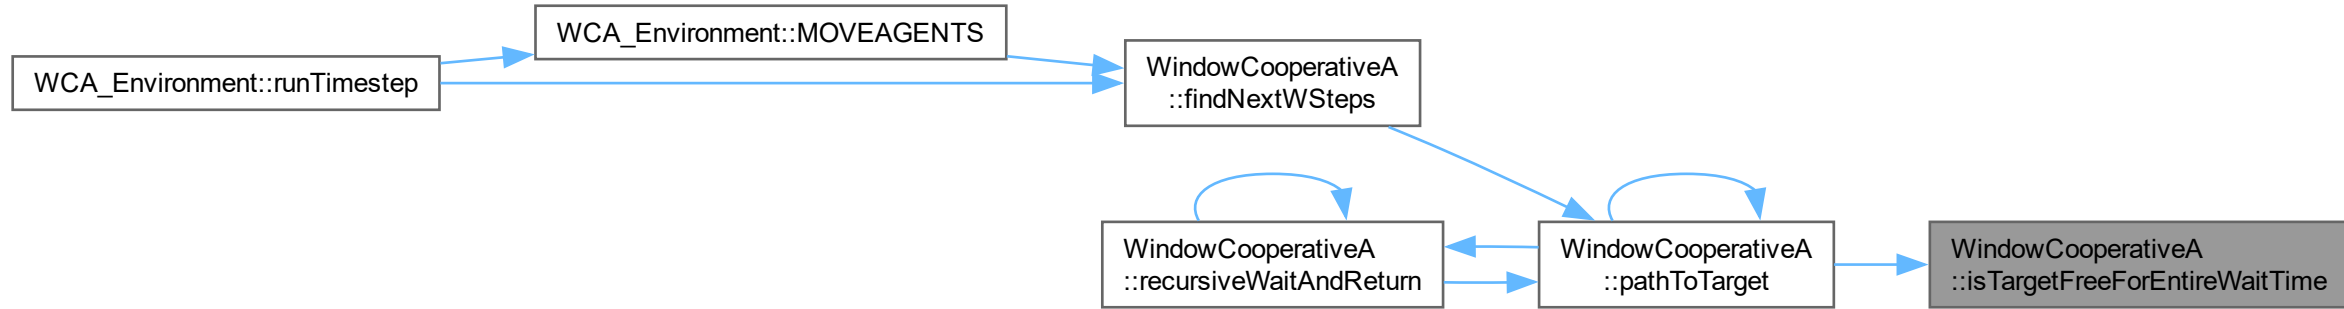 WCA_Environment::MOVEAGENTS
WCA_Environment::runTimestep
WindowCooperativeA
::findNextWSteps
WindowCooperativeA
::recursiveWaitAndReturn
WindowCooperativeA
::pathToTarget
WindowCooperativeA
::isTargetFreeForEntireWaitTime